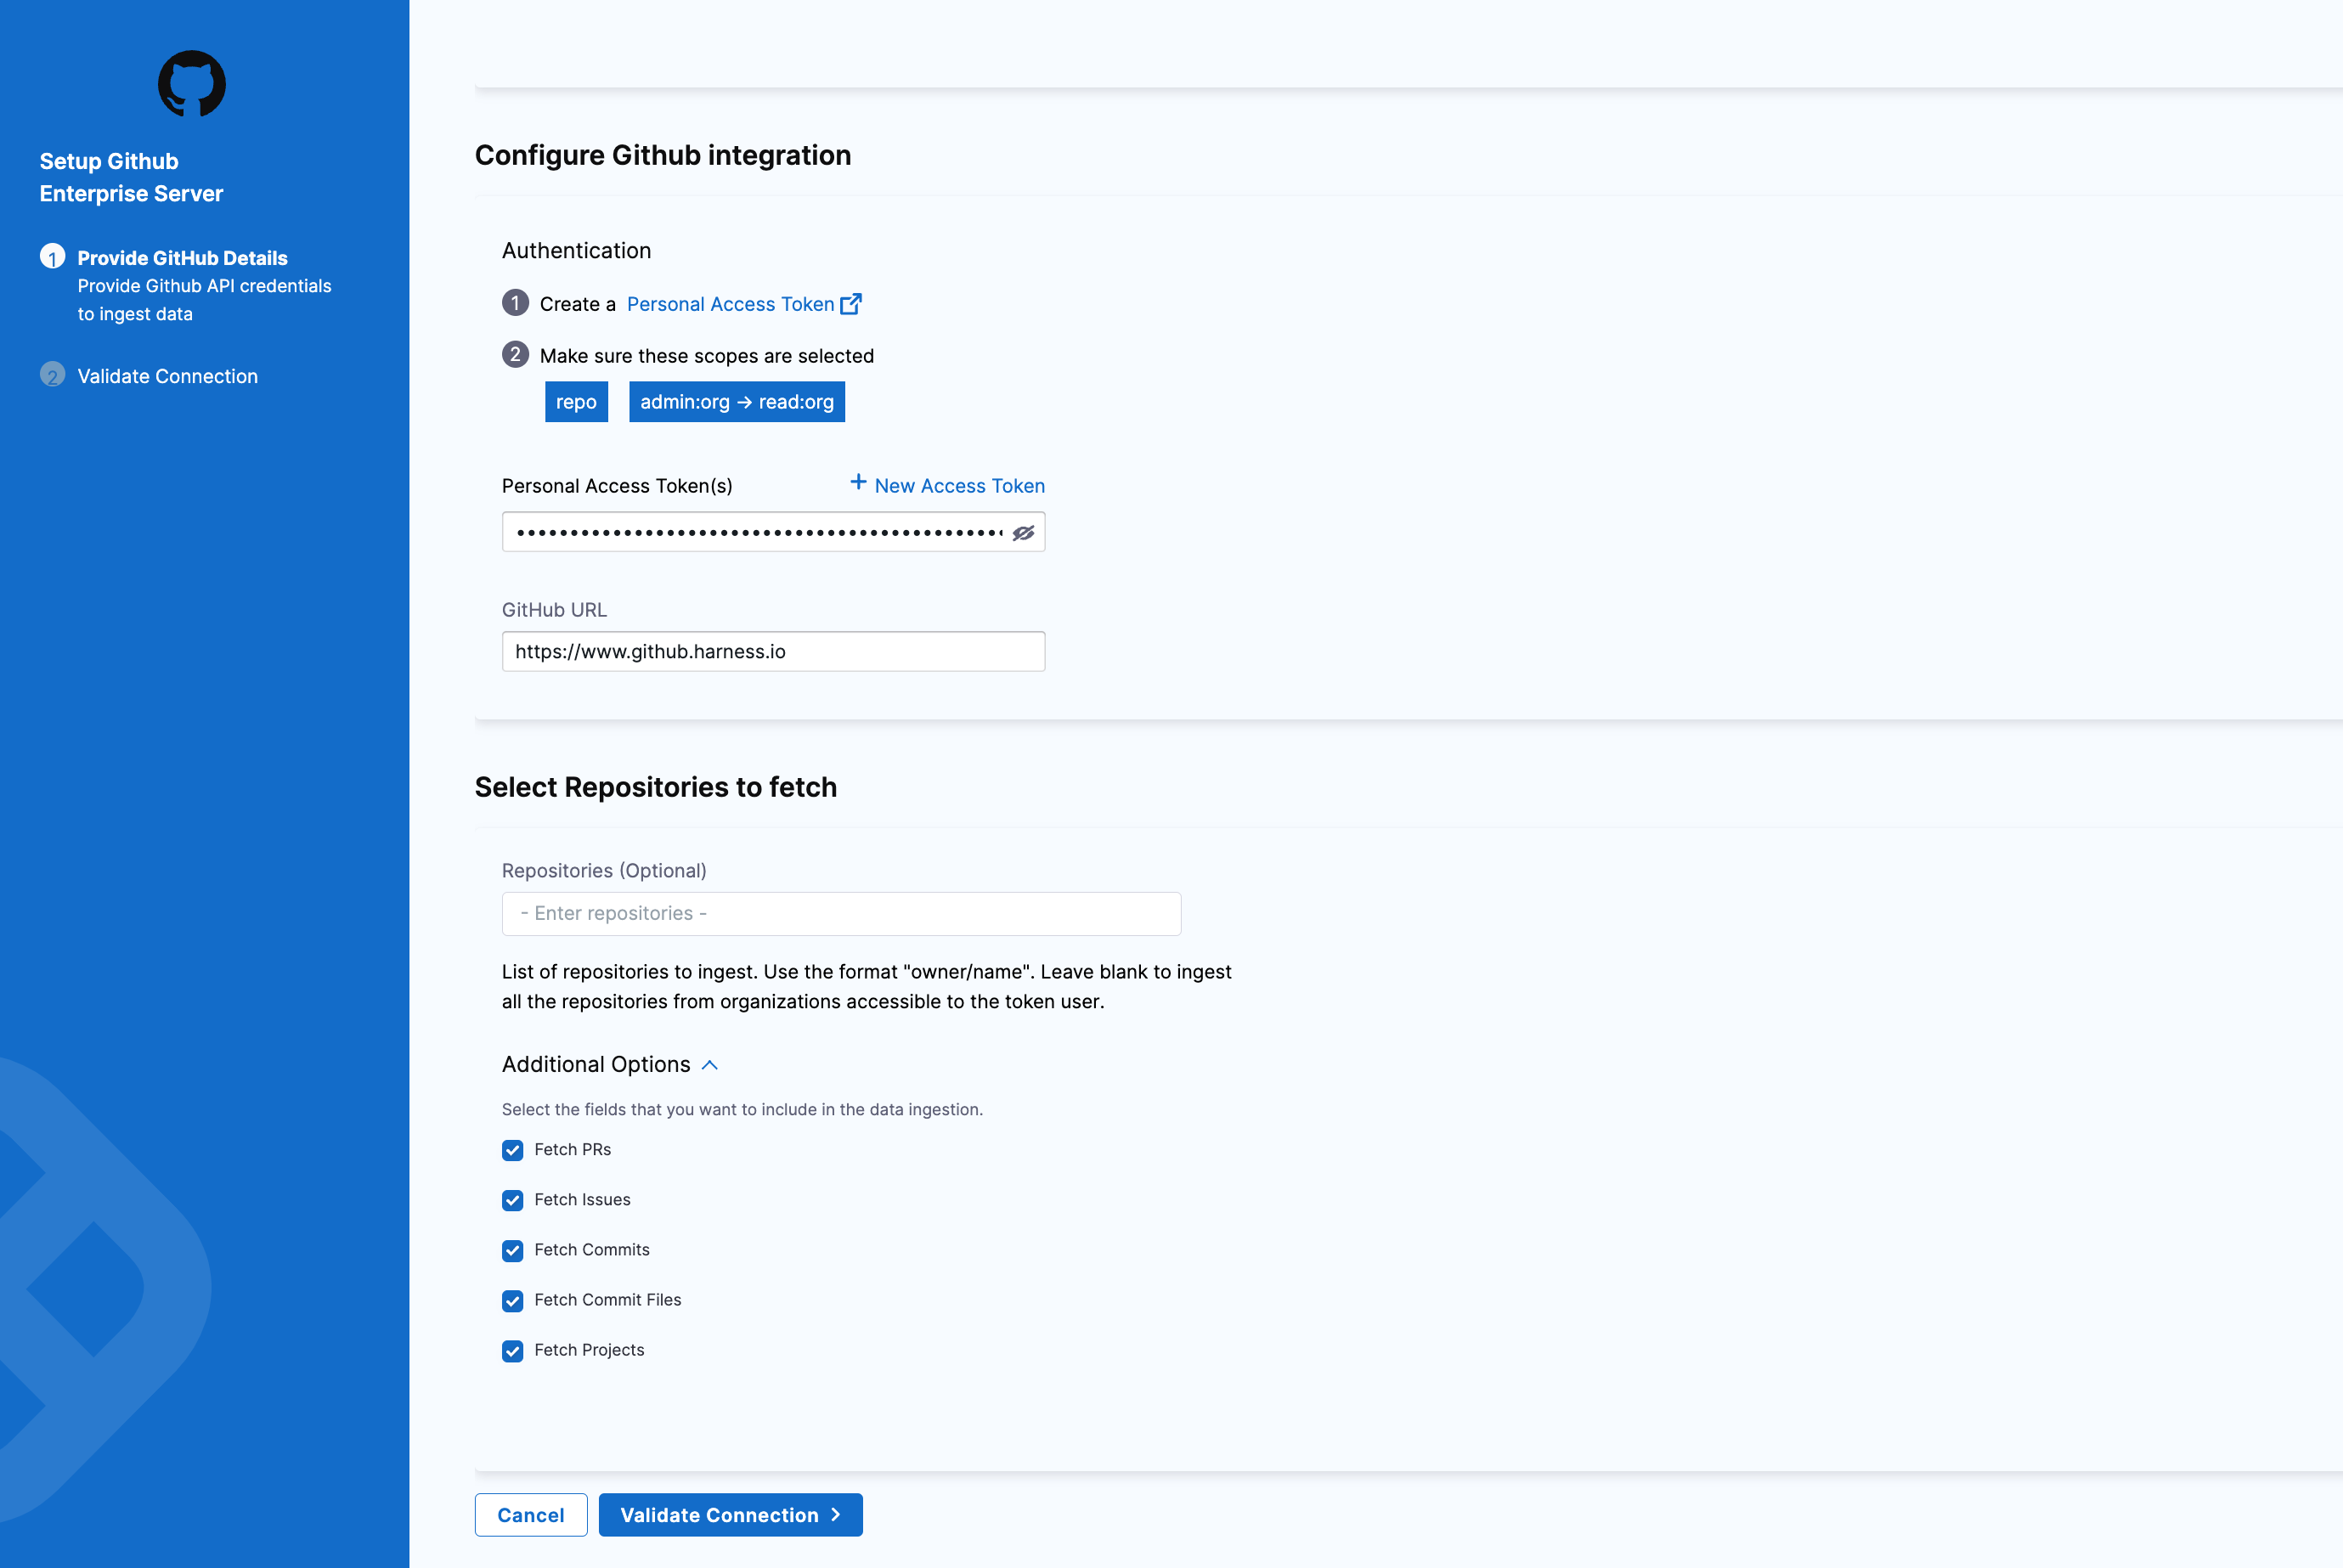 Setup Github
Enterprise Server
1
Provide GitHub Details
Provide Github API credentials
to ingest data
2
Validate Connection
Configure Github integration
Authentication
1
Create a Personal Access Token
2
Make sure these scopes are selected
repo
admin:org → read:org
Personal Access Token(s)
+ New Access Token
GitHub URL
https://www.github.harness.io
Select Repositories to fetch
Repositories (Optional)
- Enter repositories -
List of repositories to ingest. Use the format "owner/name". Leave blank to ingest
all the repositories from organizations accessible to the token user.
Additional Options
Select the fields that you want to include in the data ingestion.
Fetch PRs
Fetch Issues
Fetch Commits
Fetch Commit Files
Fetch Projects
Cancel
Validate Connection